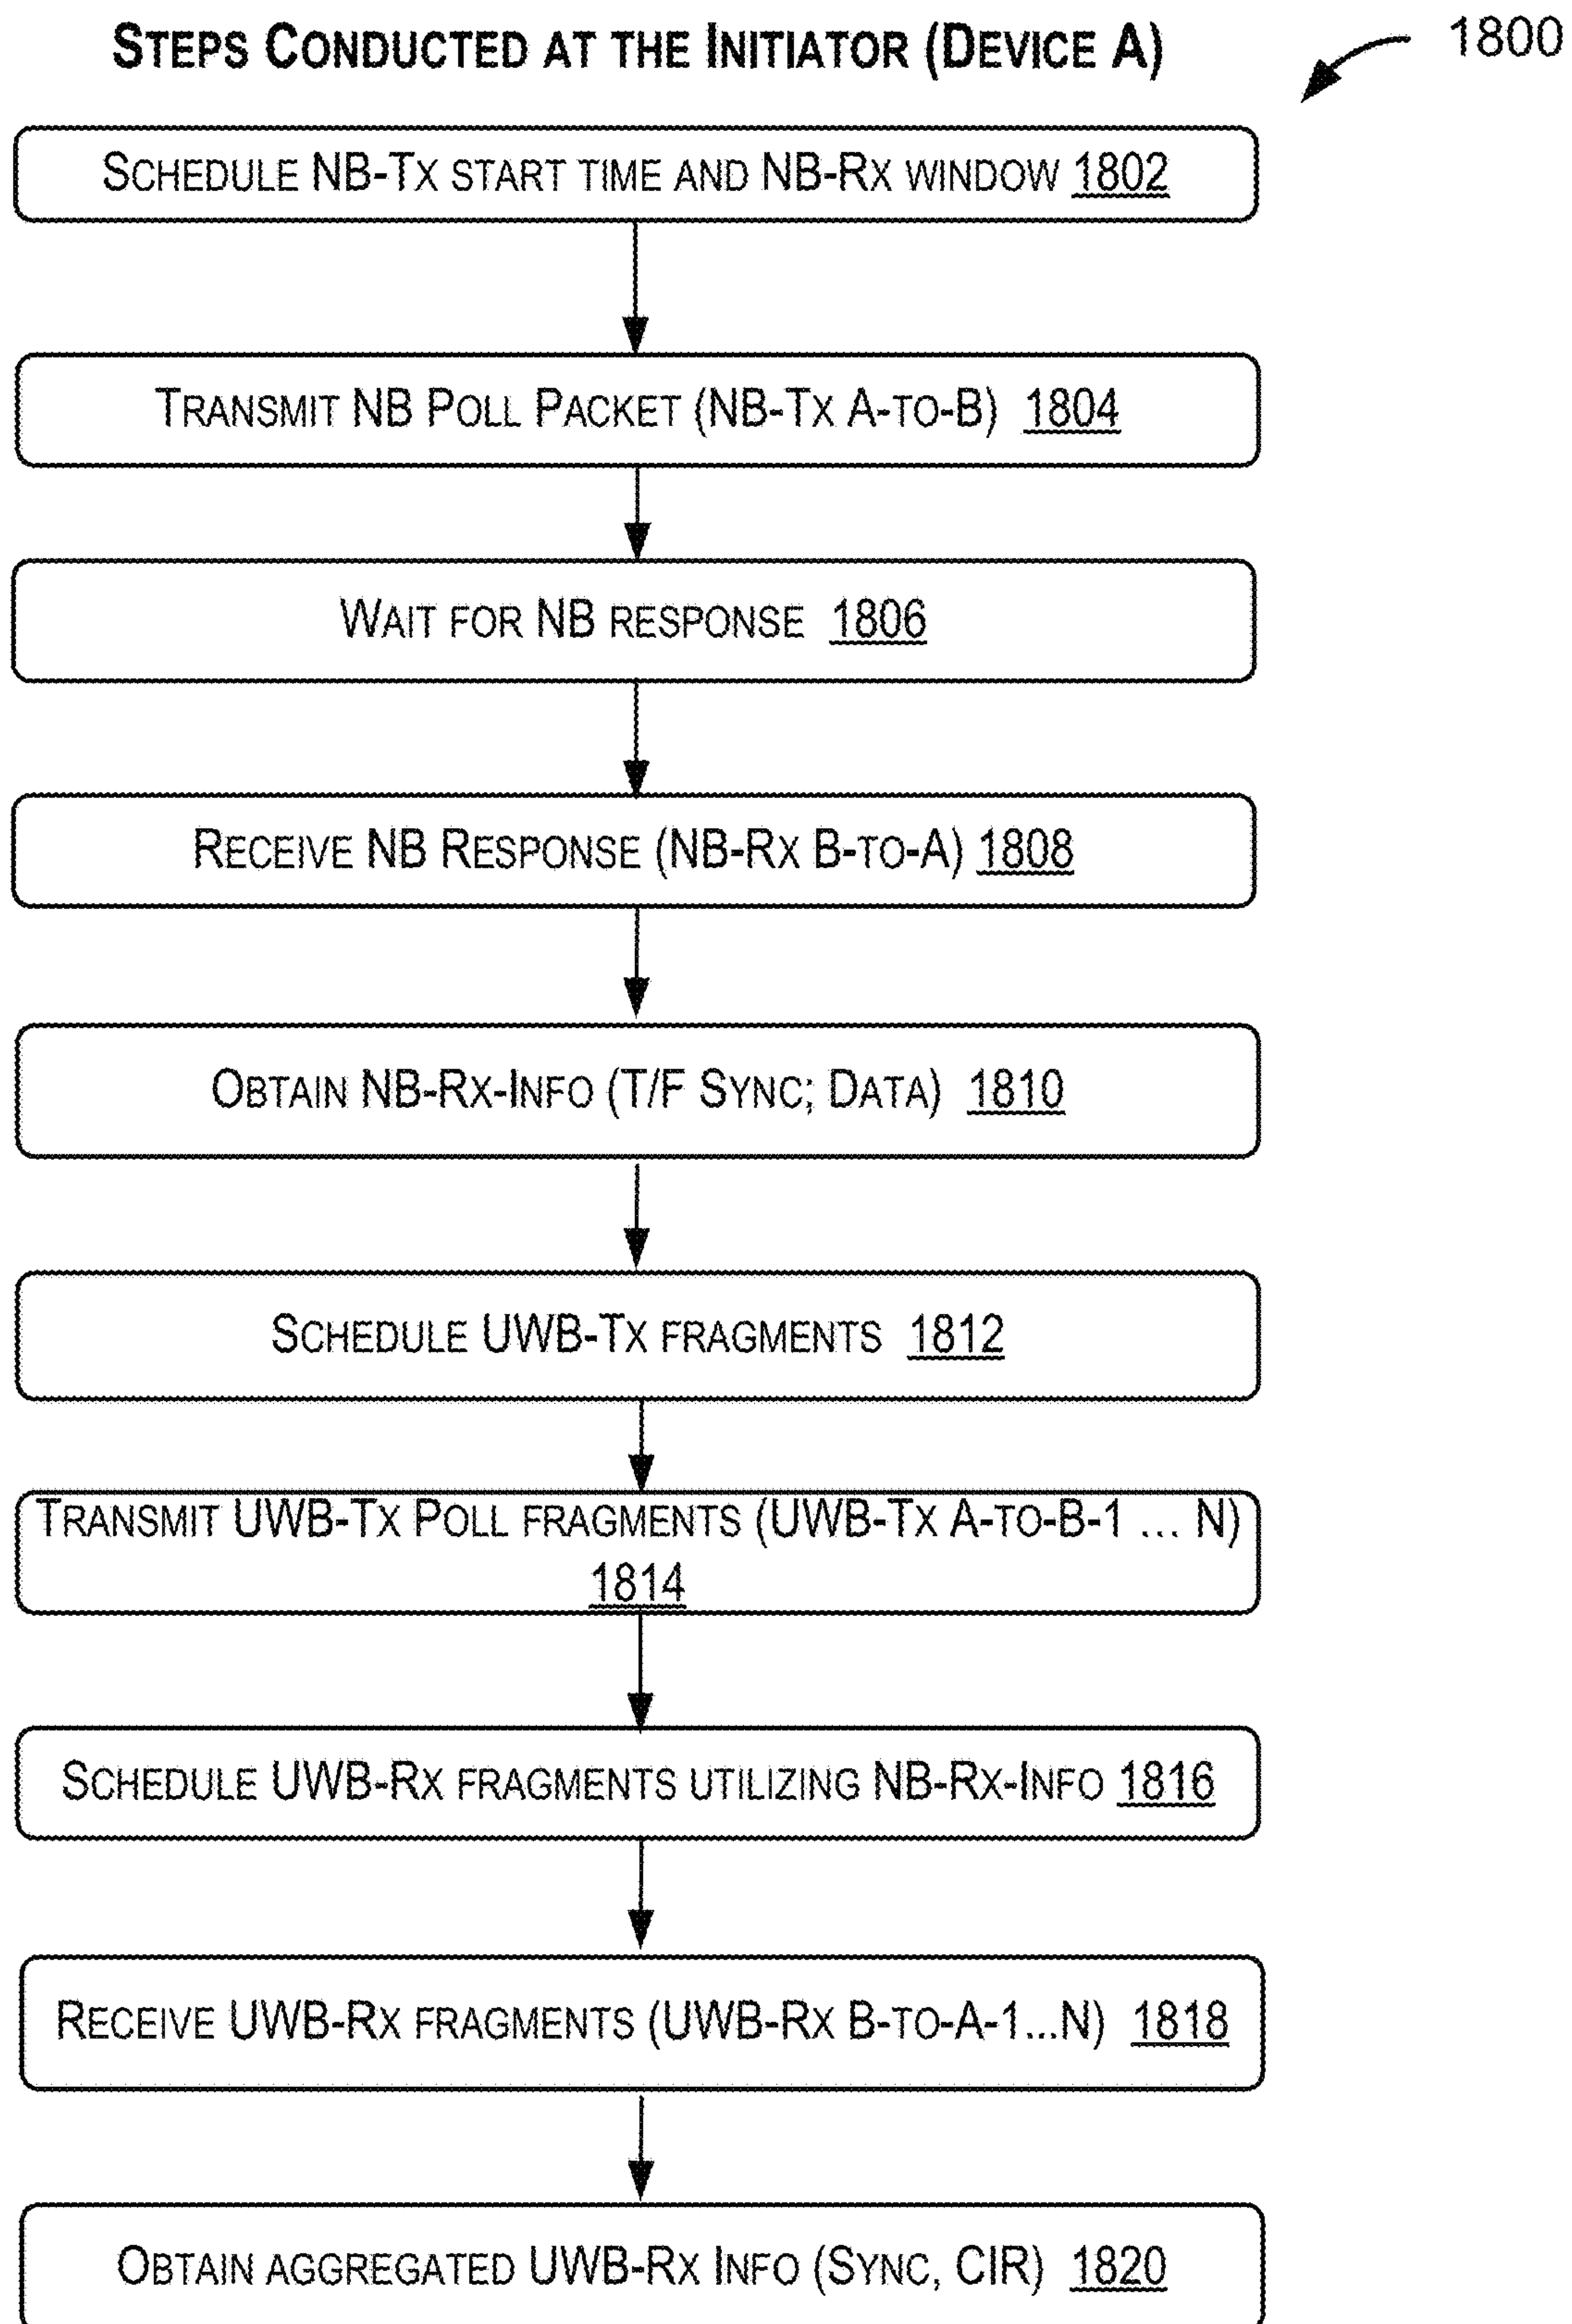 STEPS CONDUCTED AT THE INITIATOR (DEVICE A)
1800
SCHEDULE NB-TX START TIME AND NB-RX WINDOW 1802
TRANSMIT NB POLL PACKET (NB-TX A-TO-B) 1804
WAIT FOR NB RESPONSE 1806
RECEIVE NB RESPONSE (NB-RX B-TO-A) 1808
OBTAIN NB-RX-INFO (T/F SYNC; DATA) 1810
SCHEDULE UWB-TX FRAGMENTS 1812
TRANSMIT UWB-TX POLL FRAGMENTS (UWB-TX A-TO-B-1 ... N)
1814
SCHEDULE UWB-RX FRAGMENTS UTILIZING NB-RX-INFO 1816
RECEIVE UWB-RX FRAGMENTS (UWB-RX B-TO-A-1...N) 1818
OBTAIN AGGREGATED UWB-RX INFO (SYNC, CIR) 1820